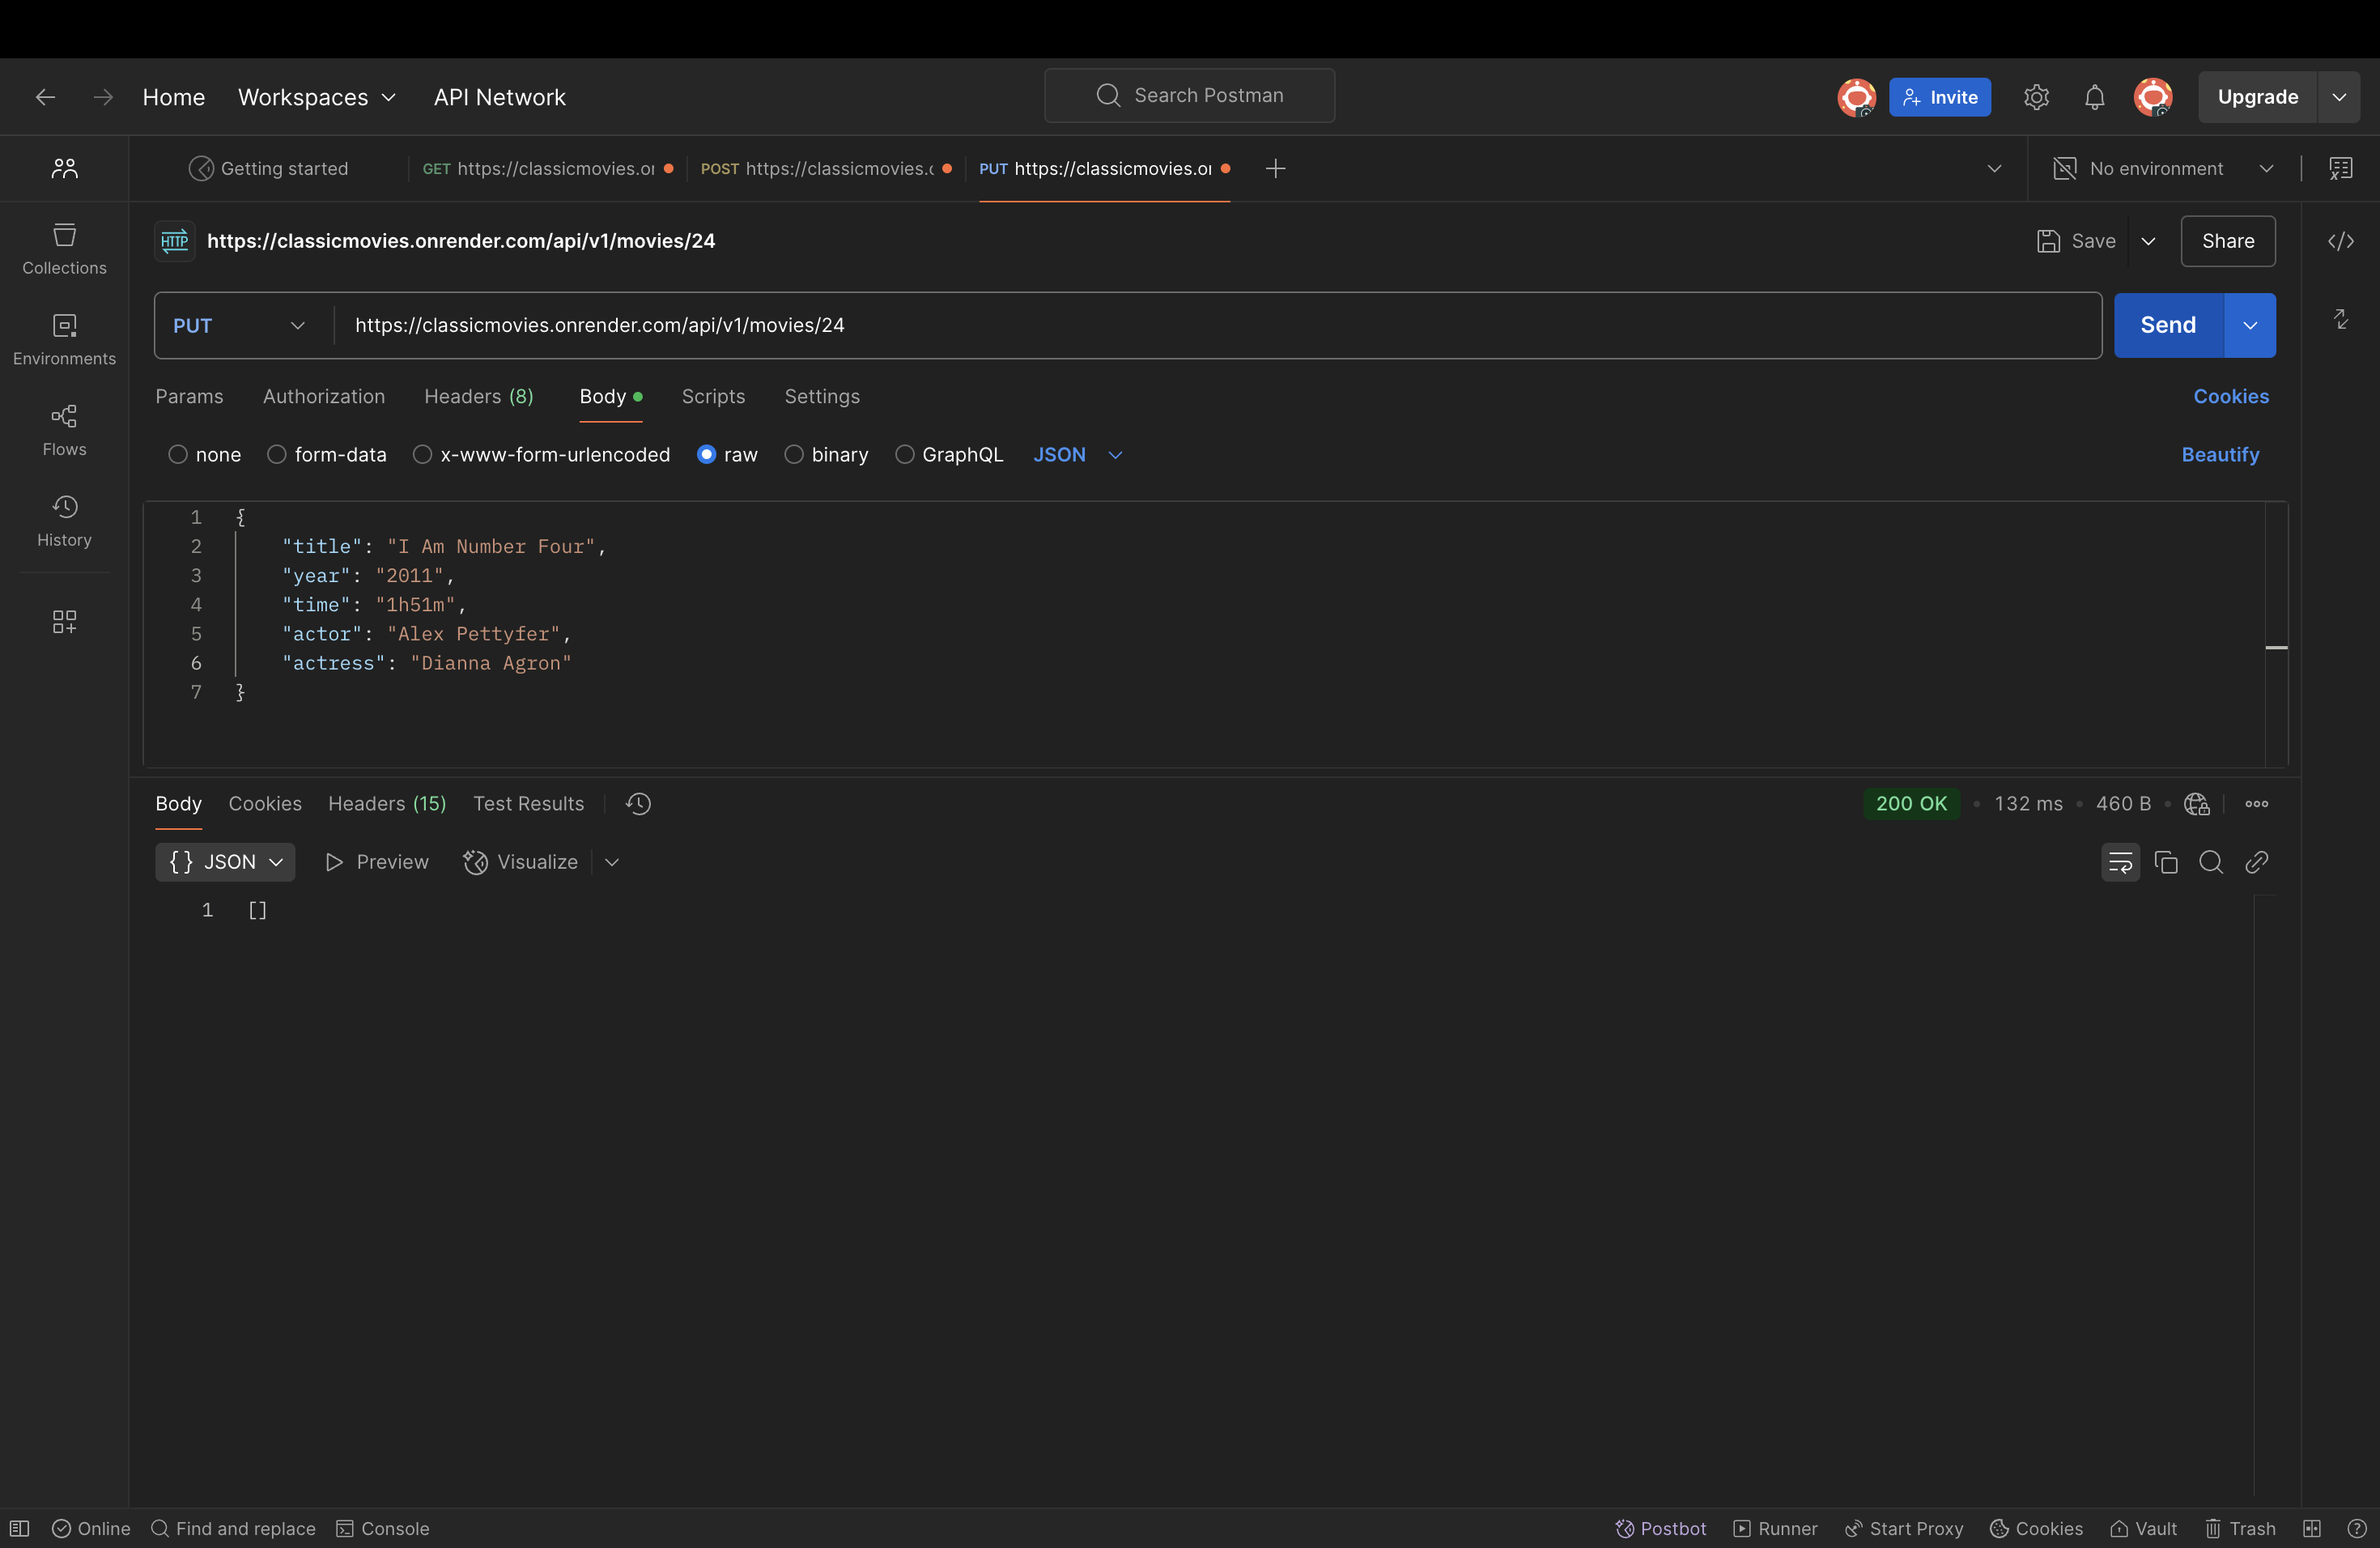 Home Workspaces API Network Search Postman Invite Upgrade
Getting started GET https://classicmovies.or POST https://classicmovies.c PUT https://classicmovies.or No environment
HTTP https://classicmovies.onrender.com/api/v1/movies/24 Save Share
Collections
Environments
Flows
History
PUT https://classicmovies.onrender.com/api/v1/movies/24 Send
Params Authorization Headers (8) Body Scripts Settings Cookies
none form-data x-www-form-urlencoded raw binary GraphQL JSON Beautify
1 {
2 "title": "I Am Number Four",
3 "year": "2011",
4 "time": "1h51m",
5 "actor": "Alex Pettyfer",
6 "actress": "Dianna Agron"
7 }
Body Cookies Headers (15) Test Results 200 OK • 132 ms • 460 B •
{} JSON Preview Visualize
1 []
Online Find and replace Console Postbot Runner Start Proxy Cookies Vault Trash